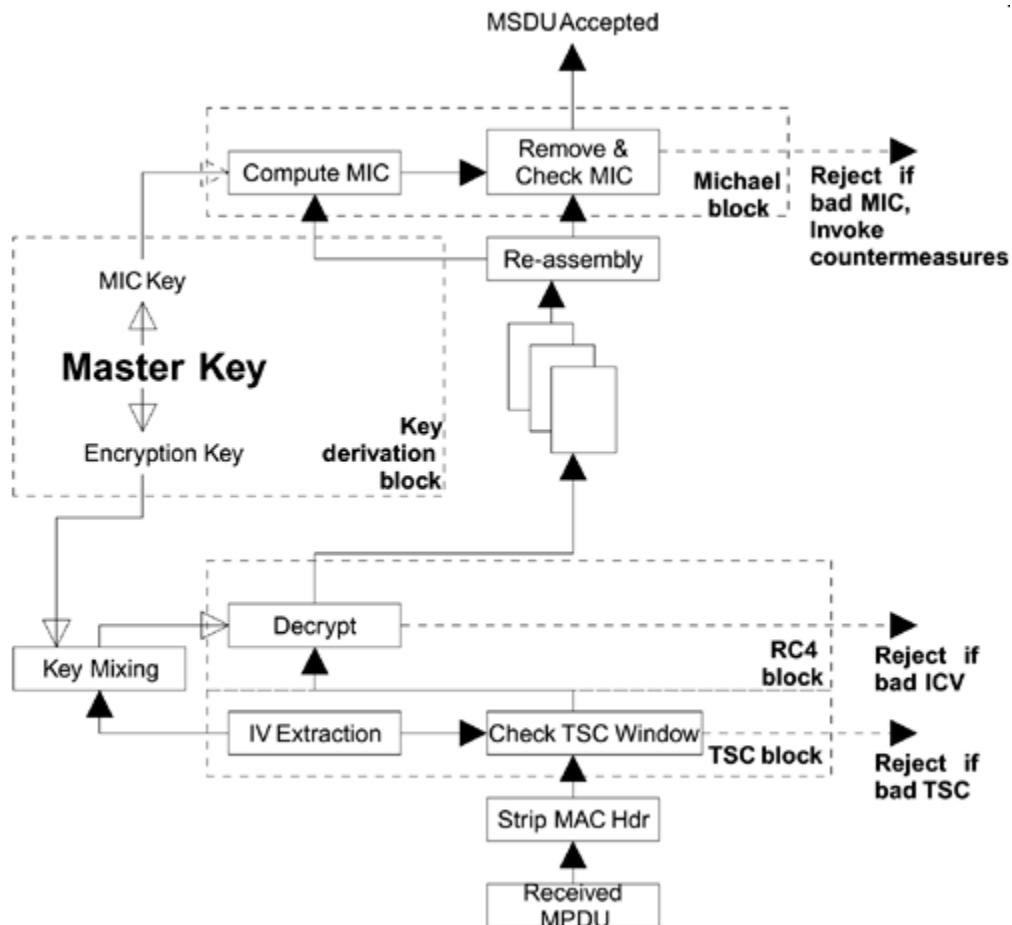 MSDU Accepted
Compute MIC
Remove &
Check MIC
Michael
block
Reject if
bad MIC,
Invoke
countermeasures
Re-assembly
MIC Key
Master Key
Encryption Key
Key
derivation
block
Decrypt
RC4
block
Reject if
bad ICV
Key Mixing
IV Extraction
Check TSC Window
TSC block
Reject if
bad TSC
Strip MAC Hdr
Received
MPDU